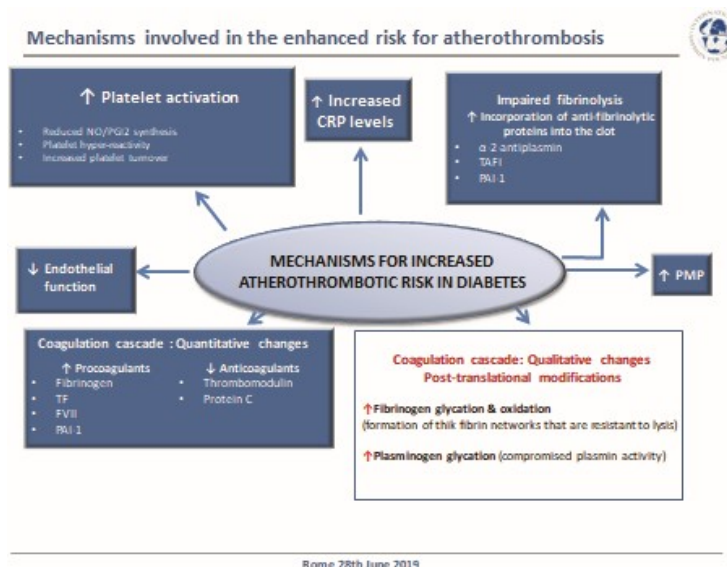 Mechanisms involved in the enhanced risk for atherothrombosis
↑ Platelet activation
• Reduced NO/PGI2 synthesis
• Platelet hyper-reactivity
• Increased platelet turnover
↑ Increased
CRP levels
Impaired fibrinolysis
↑ Incorporation of anti-fibrinolytic
proteins into the clot
• α-2 antiplasmin
• TAFI
• PAI-1
MECHANISMS FOR INCREASED
ATHEROTHROMBOTIC RISK IN DIABETES
↓ Endothelial
function
↑ PMP
Coagulation cascade : Quantitative changes
↑ Procoagulants
• Fibrinogen
• TF
• FVII
• PAI-1
↓ Anticoagulants
• Thrombomodulin
• Protein C
Coagulation cascade: Qualitative changes
Post-translational modifications
↑Fibrinogen glycation & oxidation
(formation of thik fibrin networks that are resistant to lysis)
↑Plasminogen glycation (compromised plasmin activity)
Rome 28th June 2019